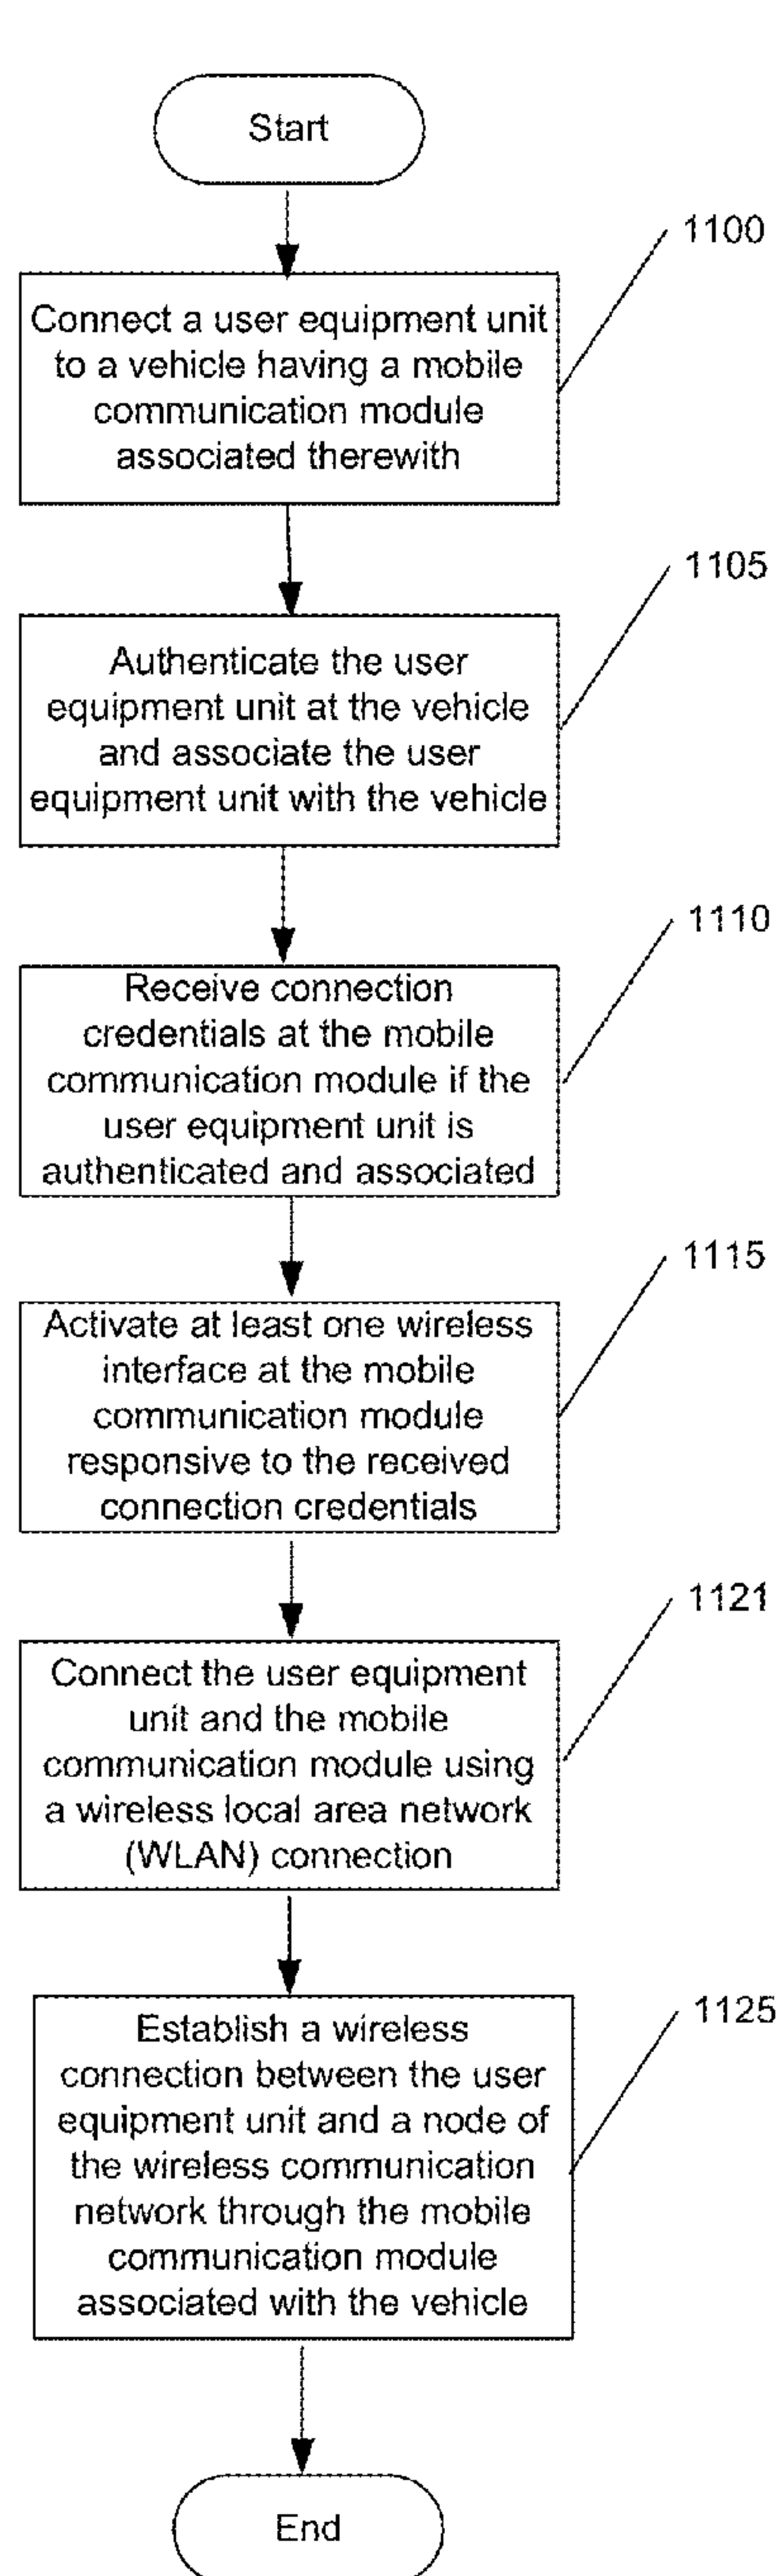 Start
1100
Connect a user equipment unit
to a vehicle having a mobile
communication module
associated therewith
1105
Authenticate the user
equipment unit at the vehicle
and associate the user
equipment unit with the vehicle
1110
Receive connection
credentials at the mobile
communication module if the
user equipment unit is
authenticated and associated
1115
Activate at least one wireless
interface at the mobile
communication module
responsive to the received
connection credentials
1121
Connect the user equipment
unit and the mobile
communication module using
a wireless local area network
(WLAN) connection
1125
Establish a wireless
connection between the user
equipment unit and a node of
the wireless communication
network through the mobile
communication module
associated with the vehicle
End